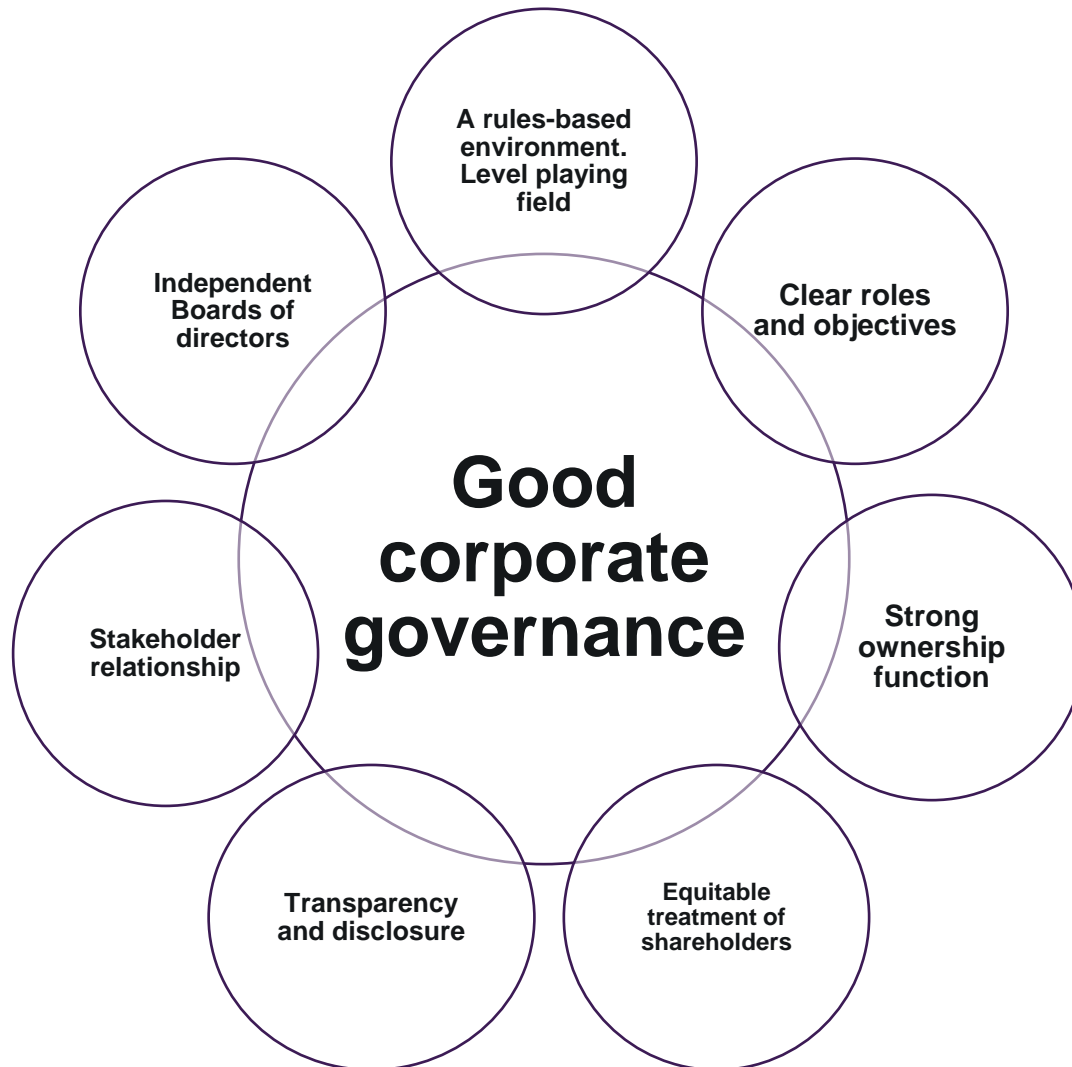 A rules-based
environment.
Level playing
field
Clear roles
and objectives
Strong
ownership
function
Equitable
treatment of
shareholders
Transparency
and disclosure
Stakeholder
relationship
Independent
Boards of
directors
Good
corporate
governance